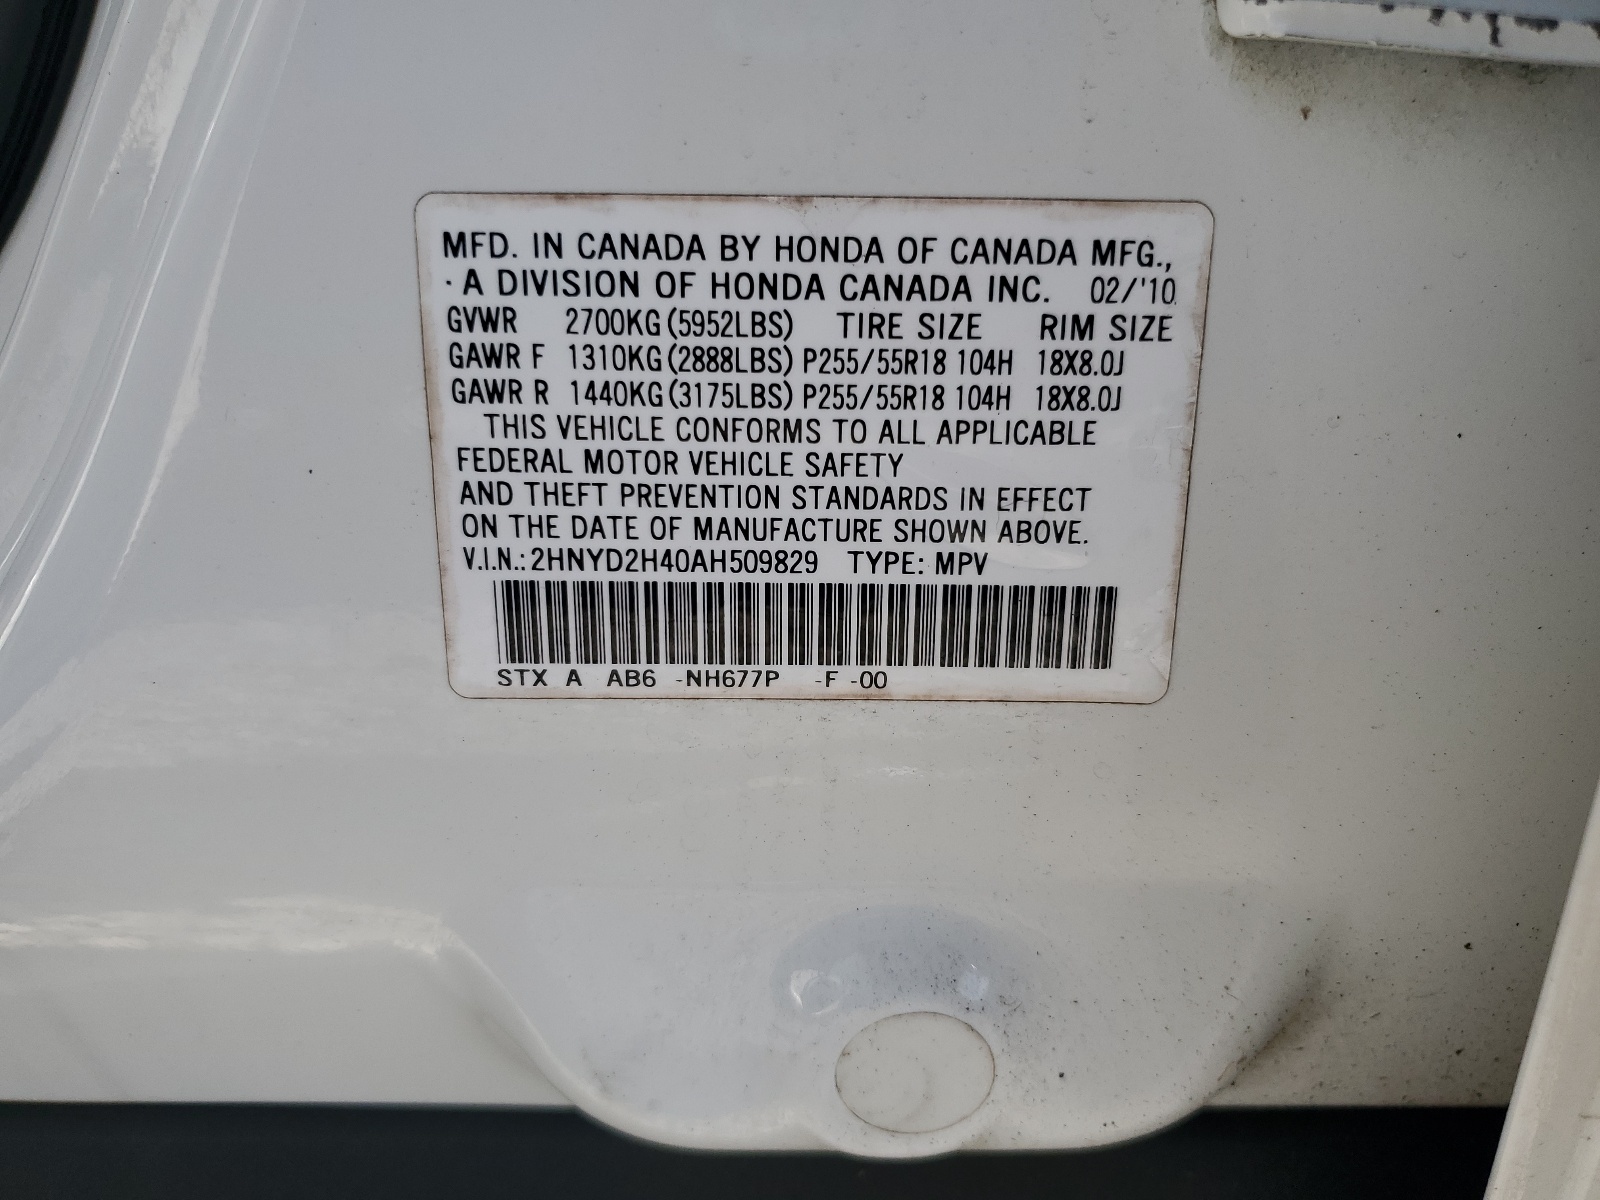 MFD. IN CANADA BY HONDA OF CANADA MFG.,
· A DIVISION OF HONDA CANADA INC. 02/'10
GVWR 2700KG (5952LBS) TIRE SIZE RIM SIZE
GAWR F 1310KG (2888LBS) P255/55R18 104H 18X8.0J
GAWR R 1440KG (3175LBS) P255/55R18 104H 18X8.0J
THIS VEHICLE CONFORMS TO ALL APPLICABLE
FEDERAL MOTOR VEHICLE SAFETY
AND THEFT PREVENTION STANDARDS IN EFFECT
ON THE DATE OF MANUFACTURE SHOWN ABOVE.
V.I.N.: 2HNYD2H40AH509829 TYPE: MPV
STX A AB6 -NH677P -F -00